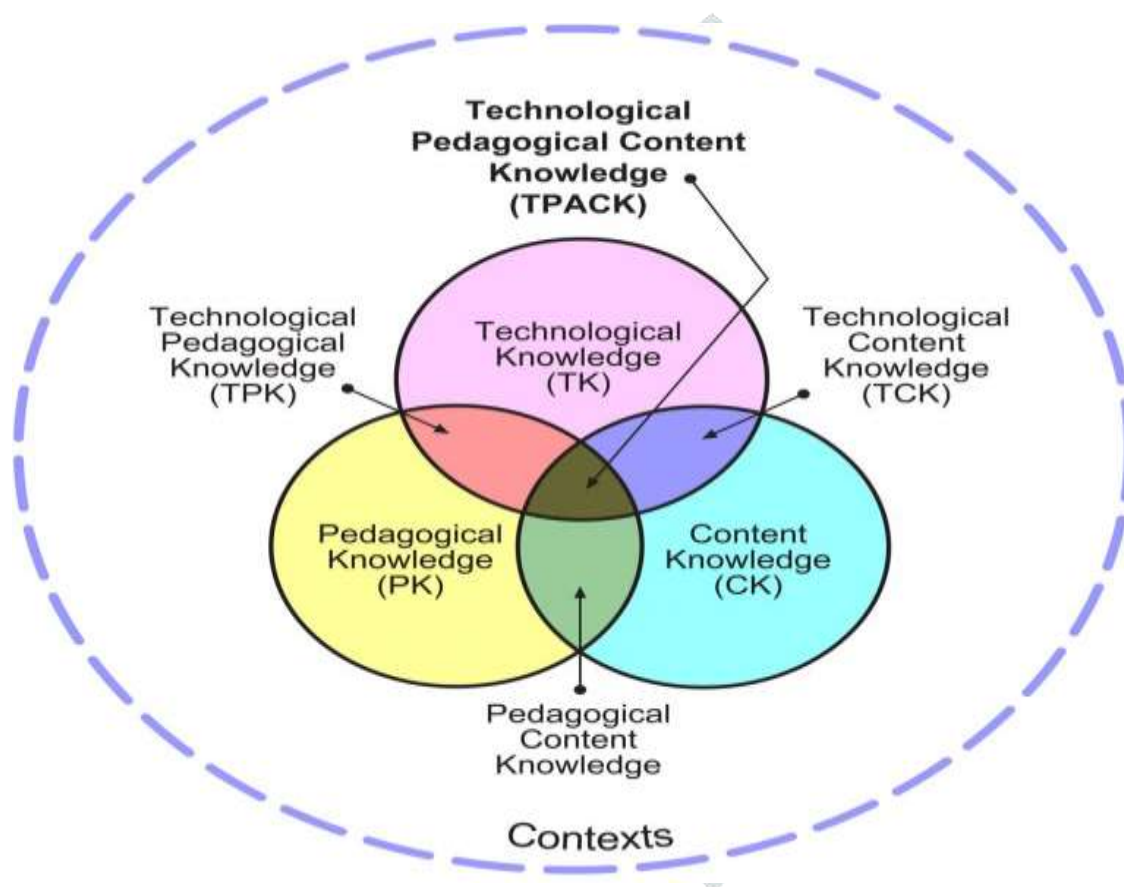 Technological
Pedagogical Content
Knowledge
(TPACK)
Technological
Pedagogical
Knowledge
(TPK)
Technological
Knowledge
(TK)
Technological
Content
Knowledge
(TCK)
Pedagogical
Knowledge
(PK)
Content
Knowledge
(CK)
Pedagogical
Content
Knowledge
Contexts